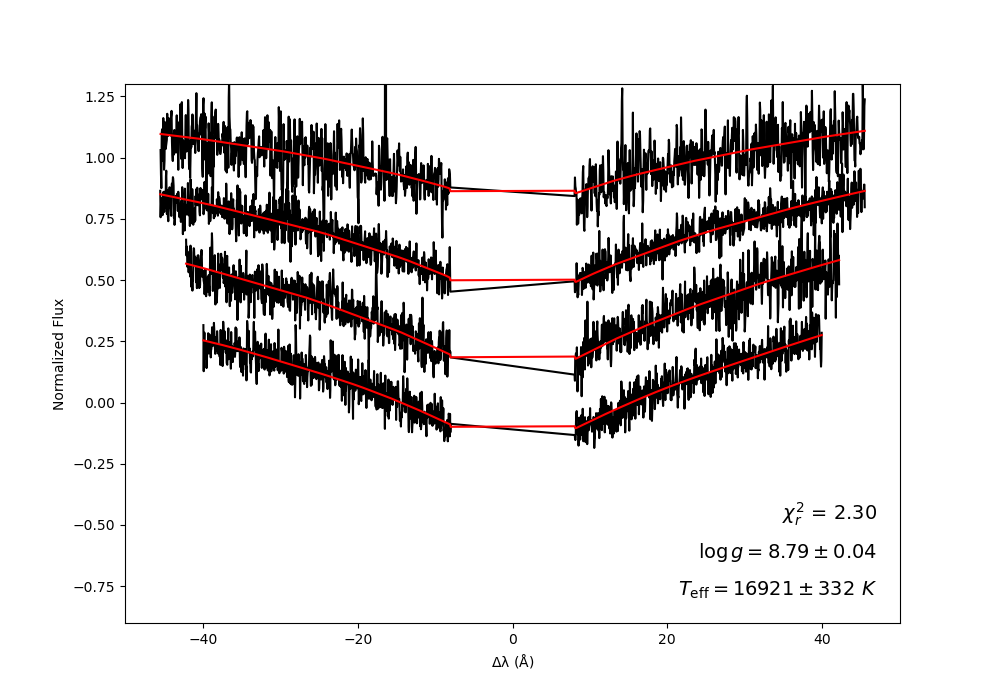 1.25
1.00
0.75
0.50
0.25
0.00
−0.25
−0.50
−0.75
Normalized Flux
χ²ᵣ = 2.30
log g = 8.79 ± 0.04
T_eff = 16921 ± 332 K
−40 −20 0 20 40
Δλ (Å)